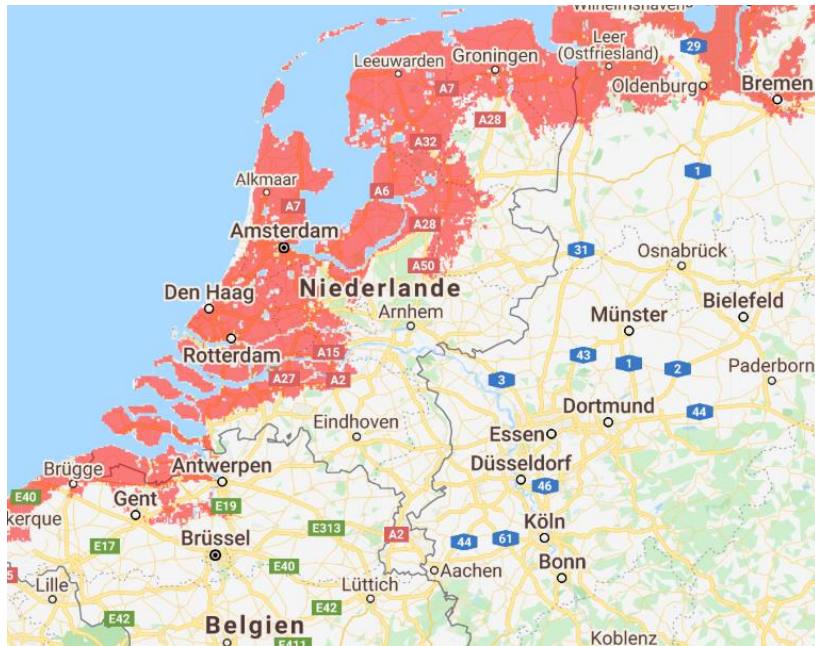 Wilhelmshaven
Leeuwarden
Groningen
Leer
(Ostfriesland)
29
Oldenburg
Bremen
A7
A28
A32
1
Alkmaar
A7
A6
Amsterdam
A28
A50
31
Osnabrück
Den Haag
Niederlande
Arnhem
Münster
Bielefeld
Rotterdam
A15
A27
A2
3
43
1
2
Paderborn
Dortmund
44
Eindhoven
Essen
Brügge
Antwerpen
Düsseldorf
46
E40
kerque
Gent
E19
E17
Brüssel
E313
A2
44
61
Köln
E40
Aachen
Bonn
5
Lille
Lüttich
E42
E42
Belgien
E411
Koblenz